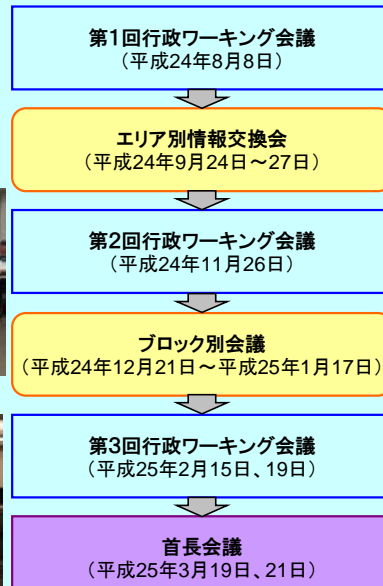 第1回行政ワーキング会議
（平成24年8月8日）
エリア別情報交換会
（平成24年9月24日～27日）
第2回行政ワーキング会議
（平成24年11月26日）
ブロック別会議
（平成24年12月21日～平成25年1月17日）
第3回行政ワーキング会議
（平成25年2月15日、19日）
首長会議
（平成25年3月19日、21日）